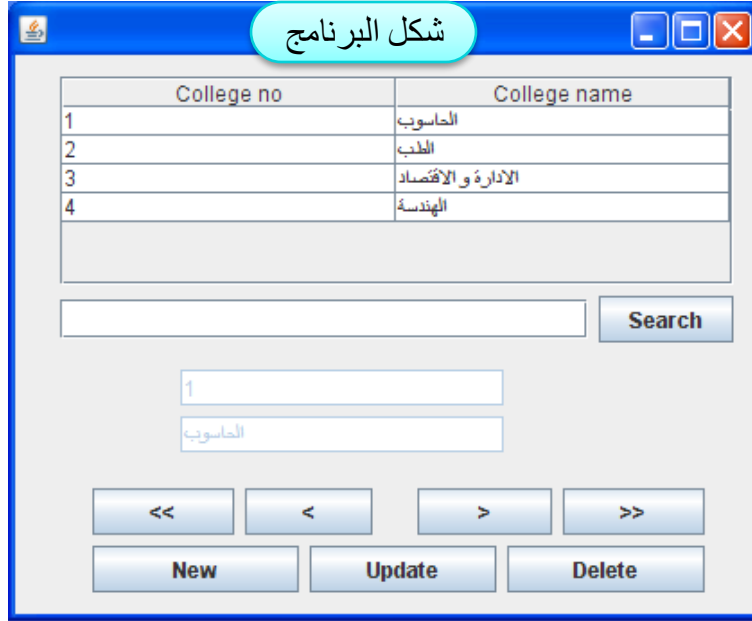 شكل البرنامج
College no College name
1 الحاسوب
2 الطب
3 الادارة و الاقتصاد
4 الهندسة
Search
1
الحاسوب
<< < > >>
New Update Delete